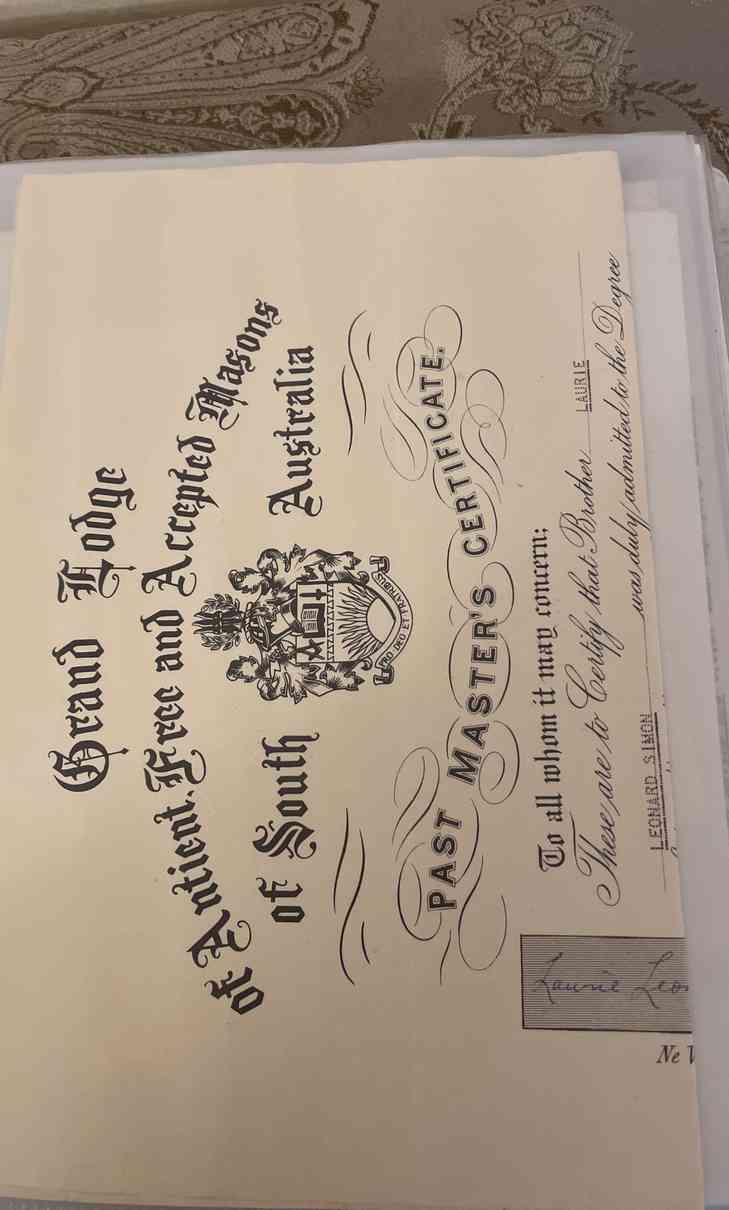 Grand Lodge
of Antient, Free and Accepted Masons
of South Australia
PRO DEO ET FRATRIBUS
PAST MASTER'S CERTIFICATE.
To all whom it may concern:
These are to Certify that Brother LAURIE
LEONARD SIMON was duly admitted to the Degree
Laurie Leo
Ne V